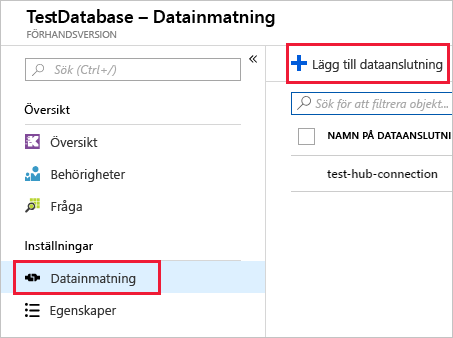 TestDatabase – Datainmatning
FÖRHANDSVERSION
Sök (Ctrl+/)
«
Översikt
Översikt
Behörigheter
Fråga
Inställningar
Datainmatning
Egenskaper
Lägg till dataanslutning
Sök för att filtrera objekt...
NAMN PÅ DATAANSLUTNI
test-hub-connection